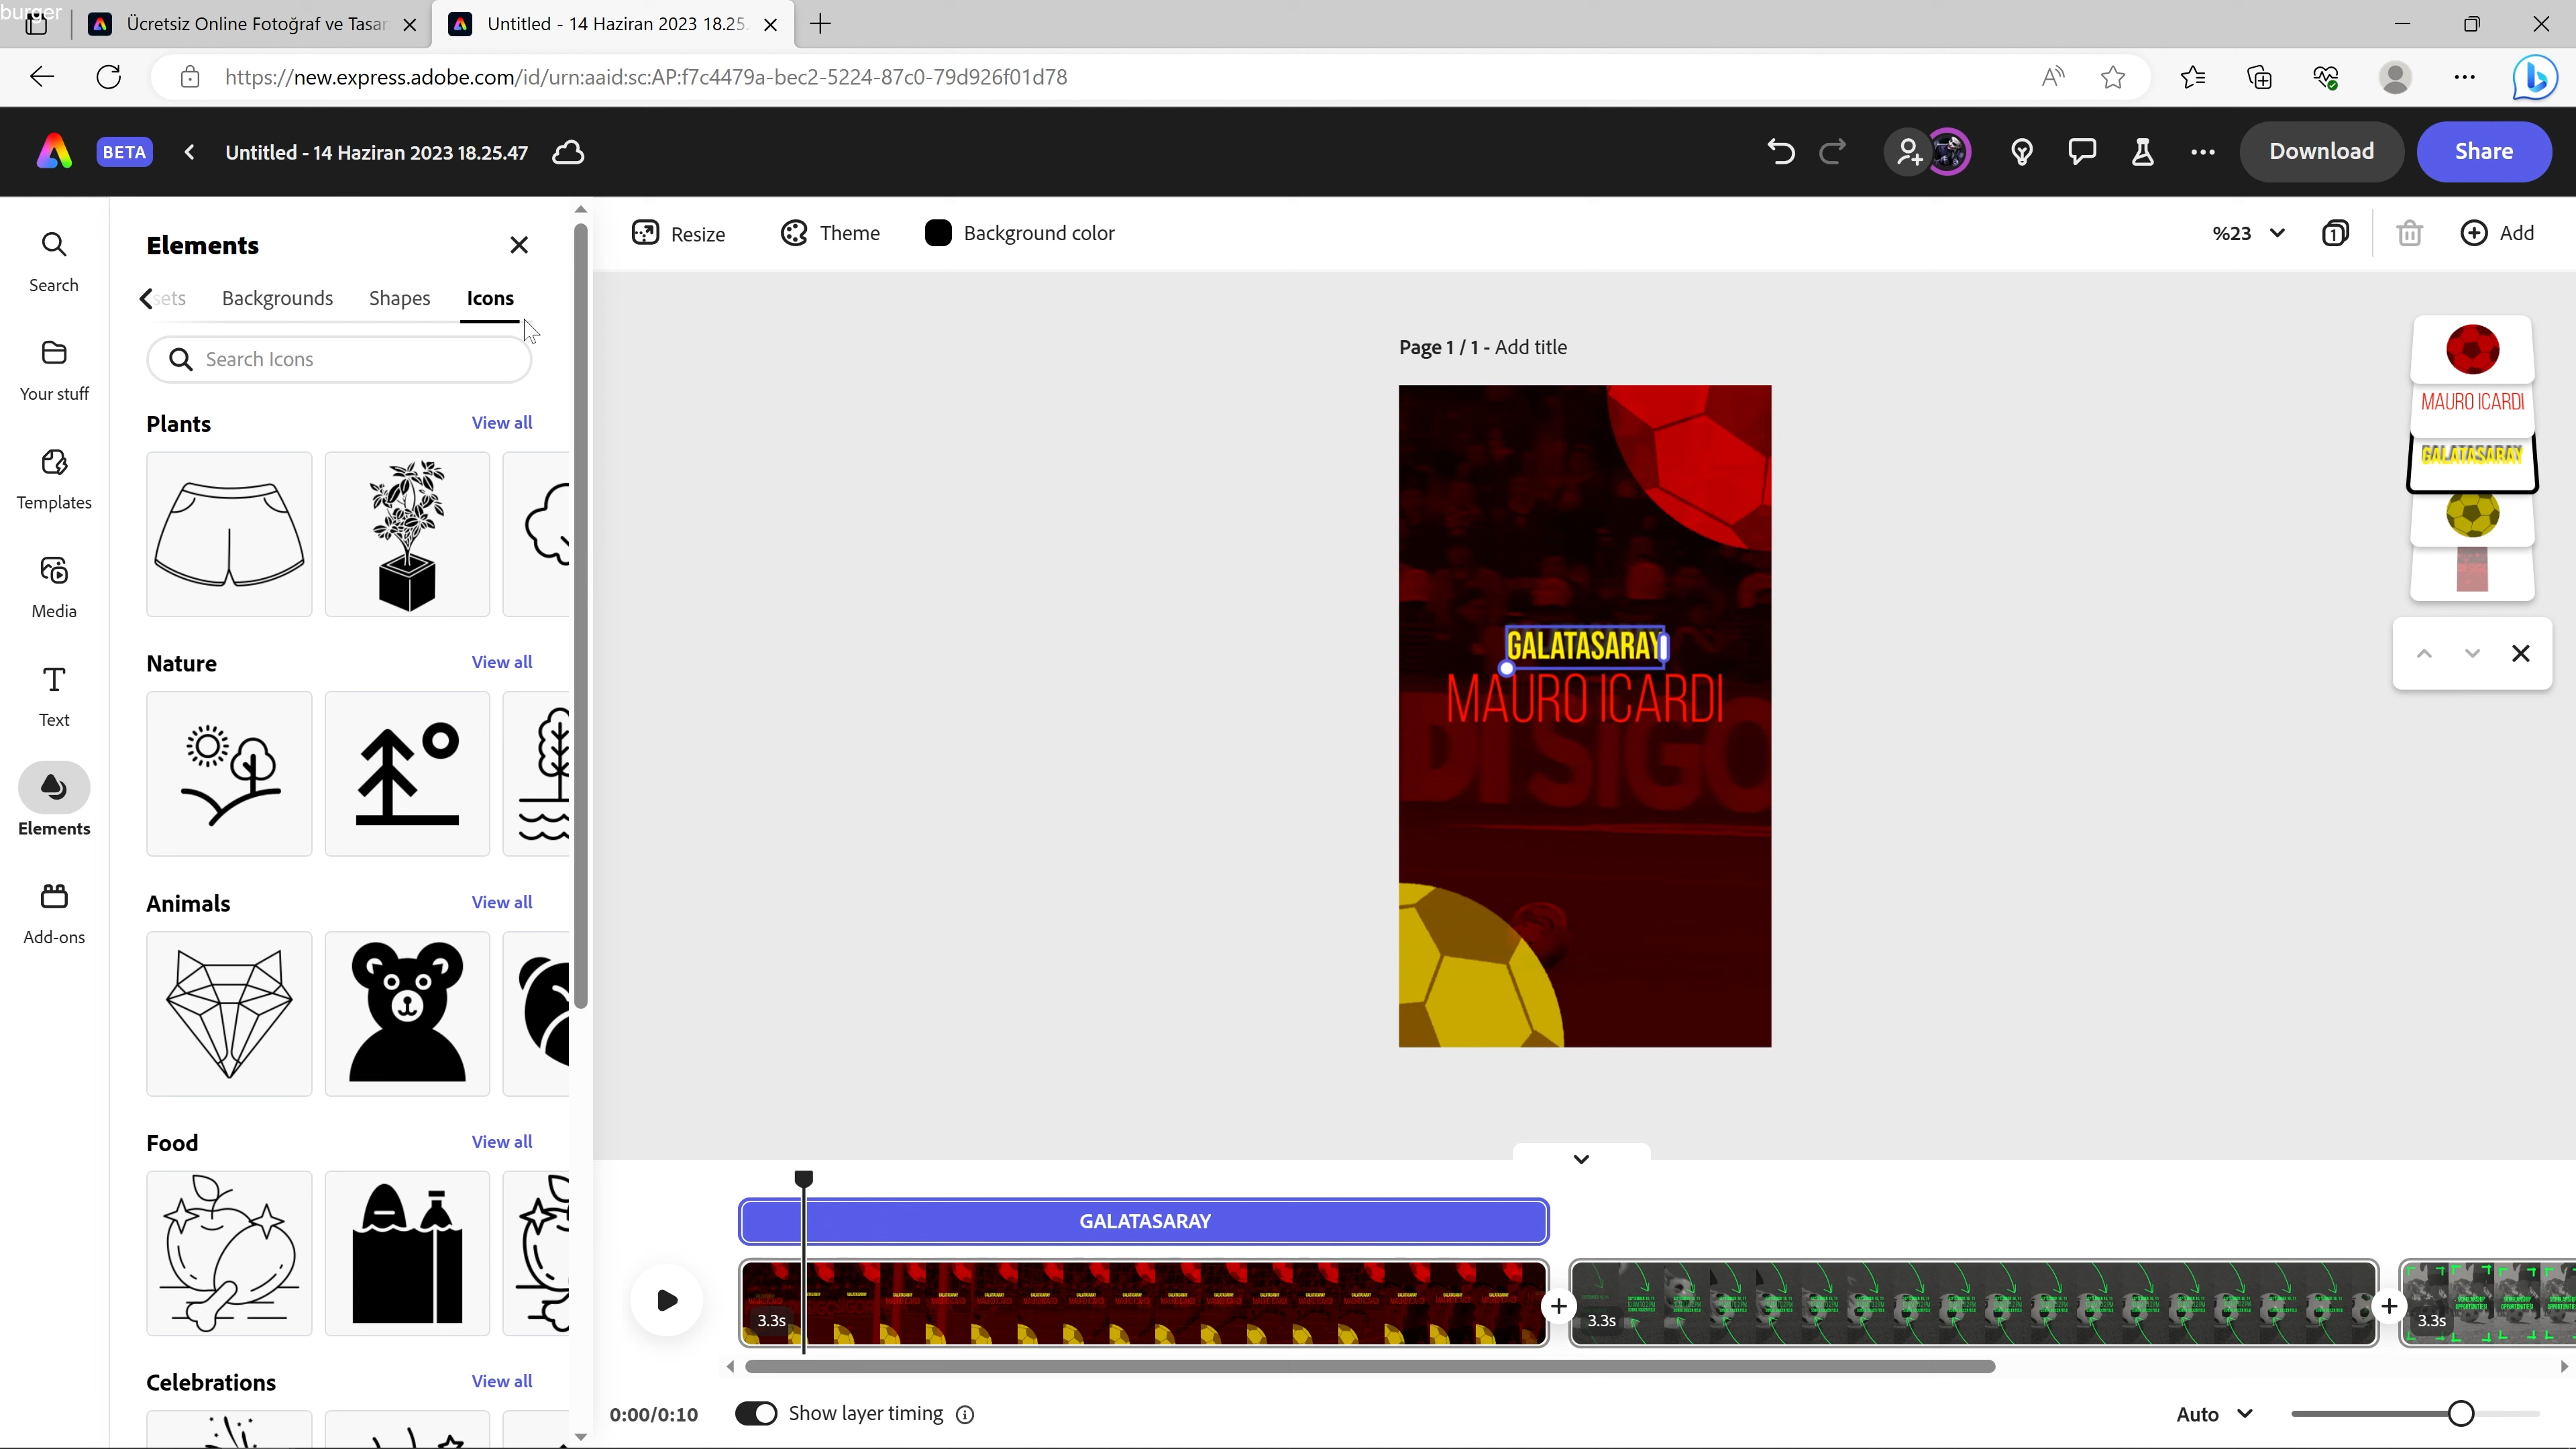 burger
Ücretsiz Online Fotoğraf ve Tasar
Untitled - 14 Haziran 2023 18.25.
https://new.express.adobe.com/id/urn:aaid:sc:AP:f7c4479a-bec2-5224-87c0-79d926f01d78
BETA
Untitled - 14 Haziran 2023 18.25.47
Download
Share
Search
Your stuff
Templates
Media
Text
Elements
Add-ons
Elements
sets
Backgrounds
Shapes
Icons
Search Icons
Plants
View all
Nature
View all
Animals
View all
Food
View all
Celebrations
View all
Resize
Theme
Background color
%23
1
Add
Page 1 / 1 - Add title
GALATASARAY
MAURO ICARDI
DI SIGO
MAURO ICARDI
GALATASARAY
GALATASARAY
3.3s
3.3s
3.3s
0:00/0:10
Show layer timing
Auto